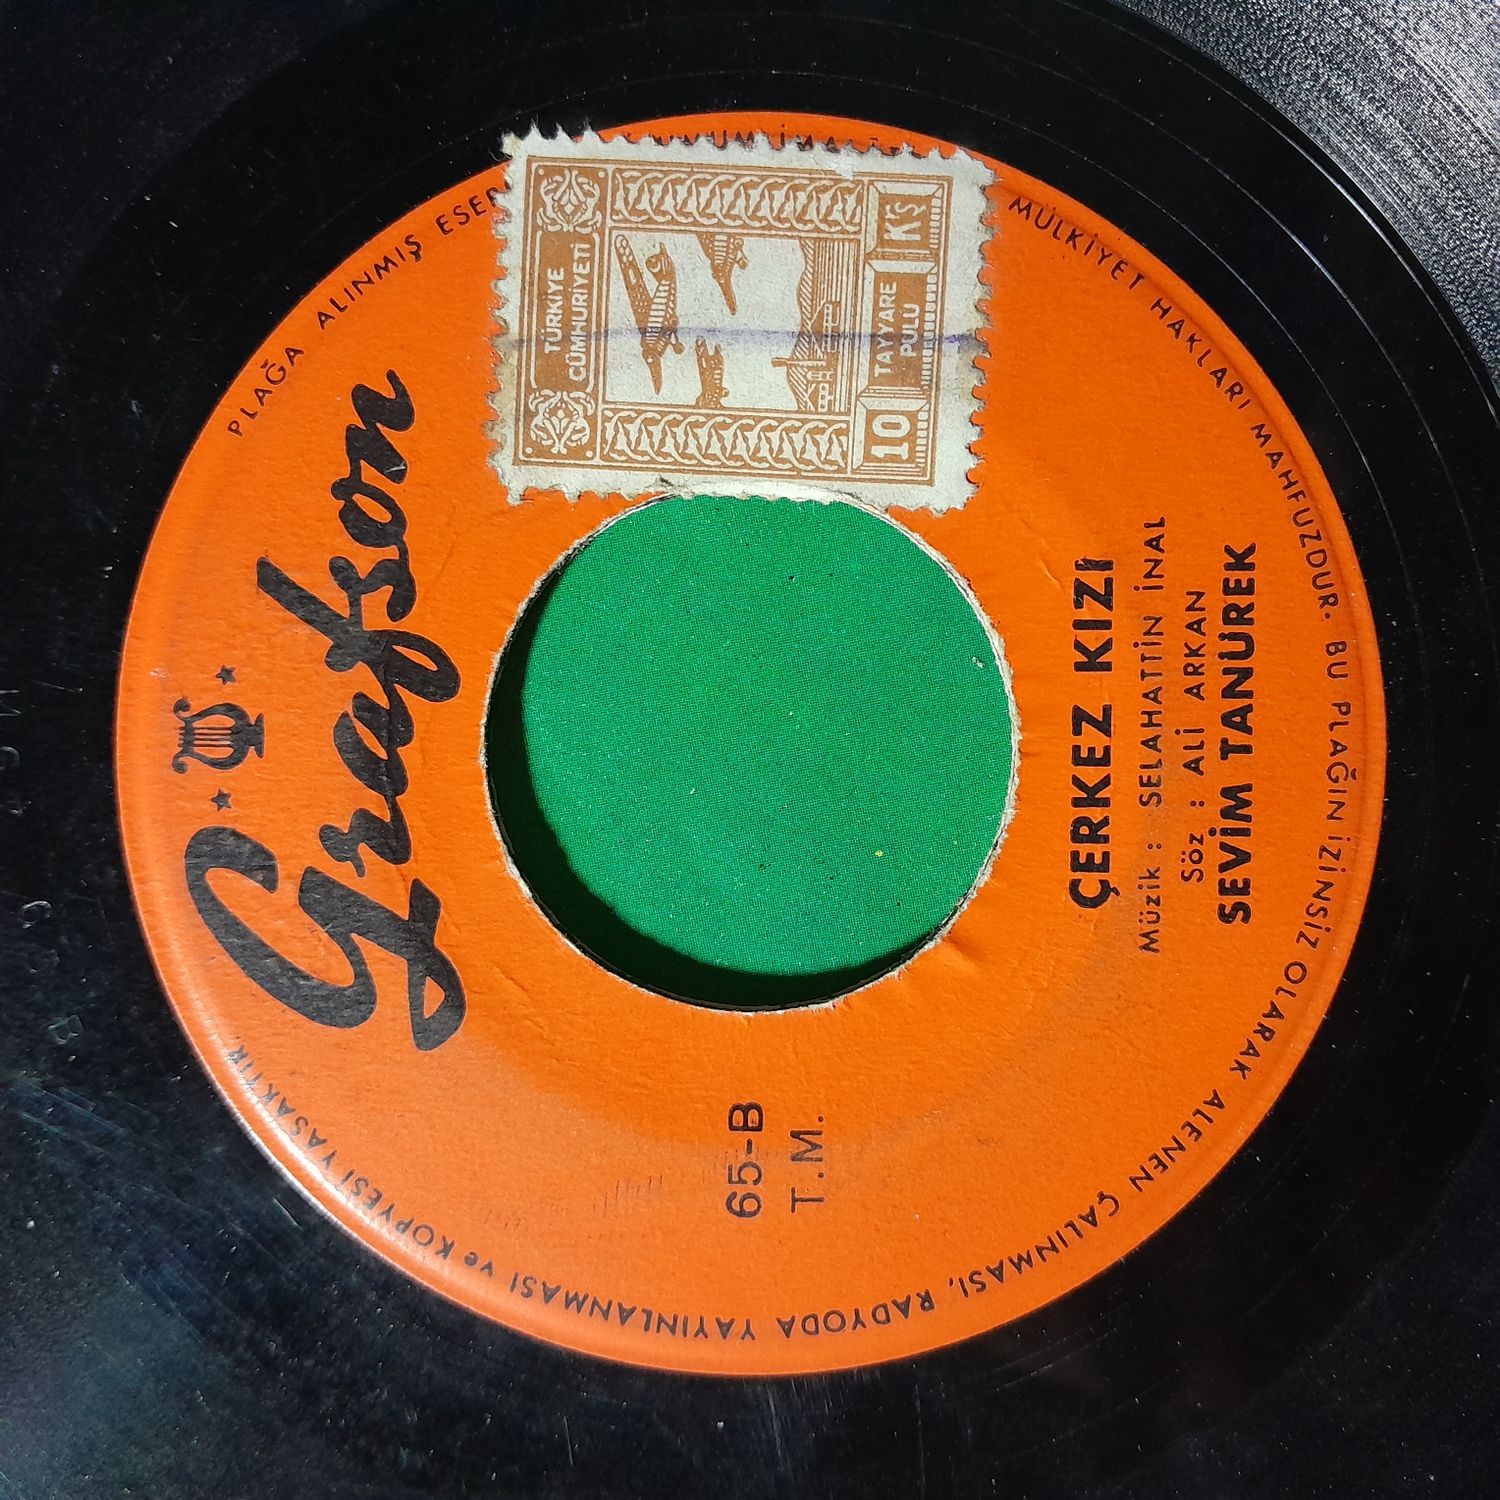 Grafson
ÇERKEZ KIZI
Müzik : SELAHATTİN İNAL
Söz : ALİ ARKAN
SEVİM TANÜREK
65-B
T.M.
TÜRKİYE
CÜMHURİYETİ
10 Kş
TAYYARE
PULU
PLAĞA ALINMIŞ ESER
MÜLKİYET HAKLARI MAHFUZDUR. BU PLAĞIN İZİNSİZ OLARAK ALENEN ÇALINMASI, RADYODA YAYINLANMASI ve KOPYESİ YASAKTIR.